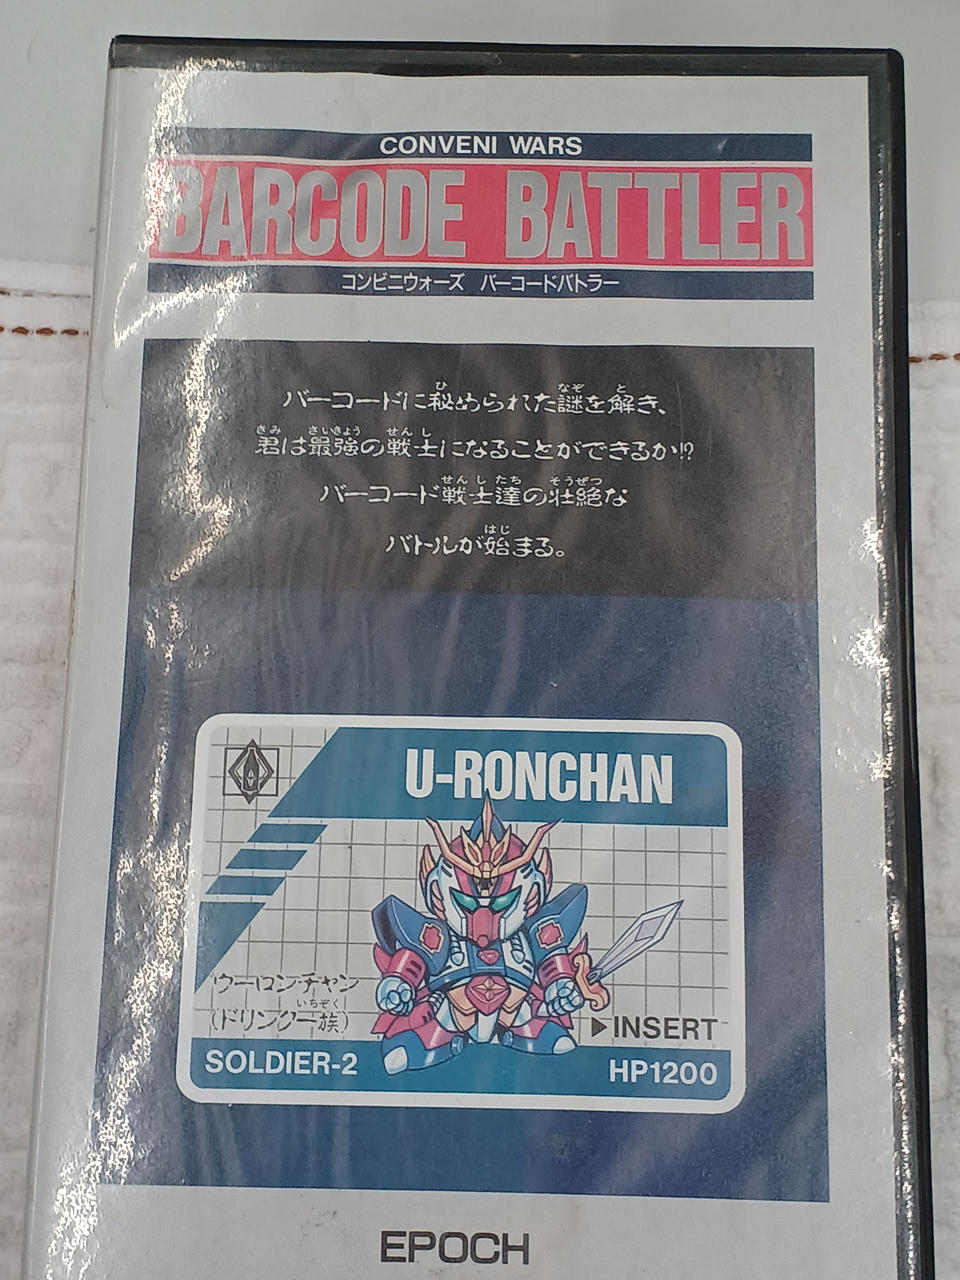 CONVENI WARS
BARCODE BATTLER
コンビニウォーズ バーコードバトラー
バーコードに秘められた謎を解き、
君は最強の戦士になることができるか!?
バーコード戦士達の壮絶な
バトルが始まる。
U-RONCHAN
ウーロンチャン
(ドリンク一族)
▶INSERT
SOLDIER-2
HP1200
EPOCH